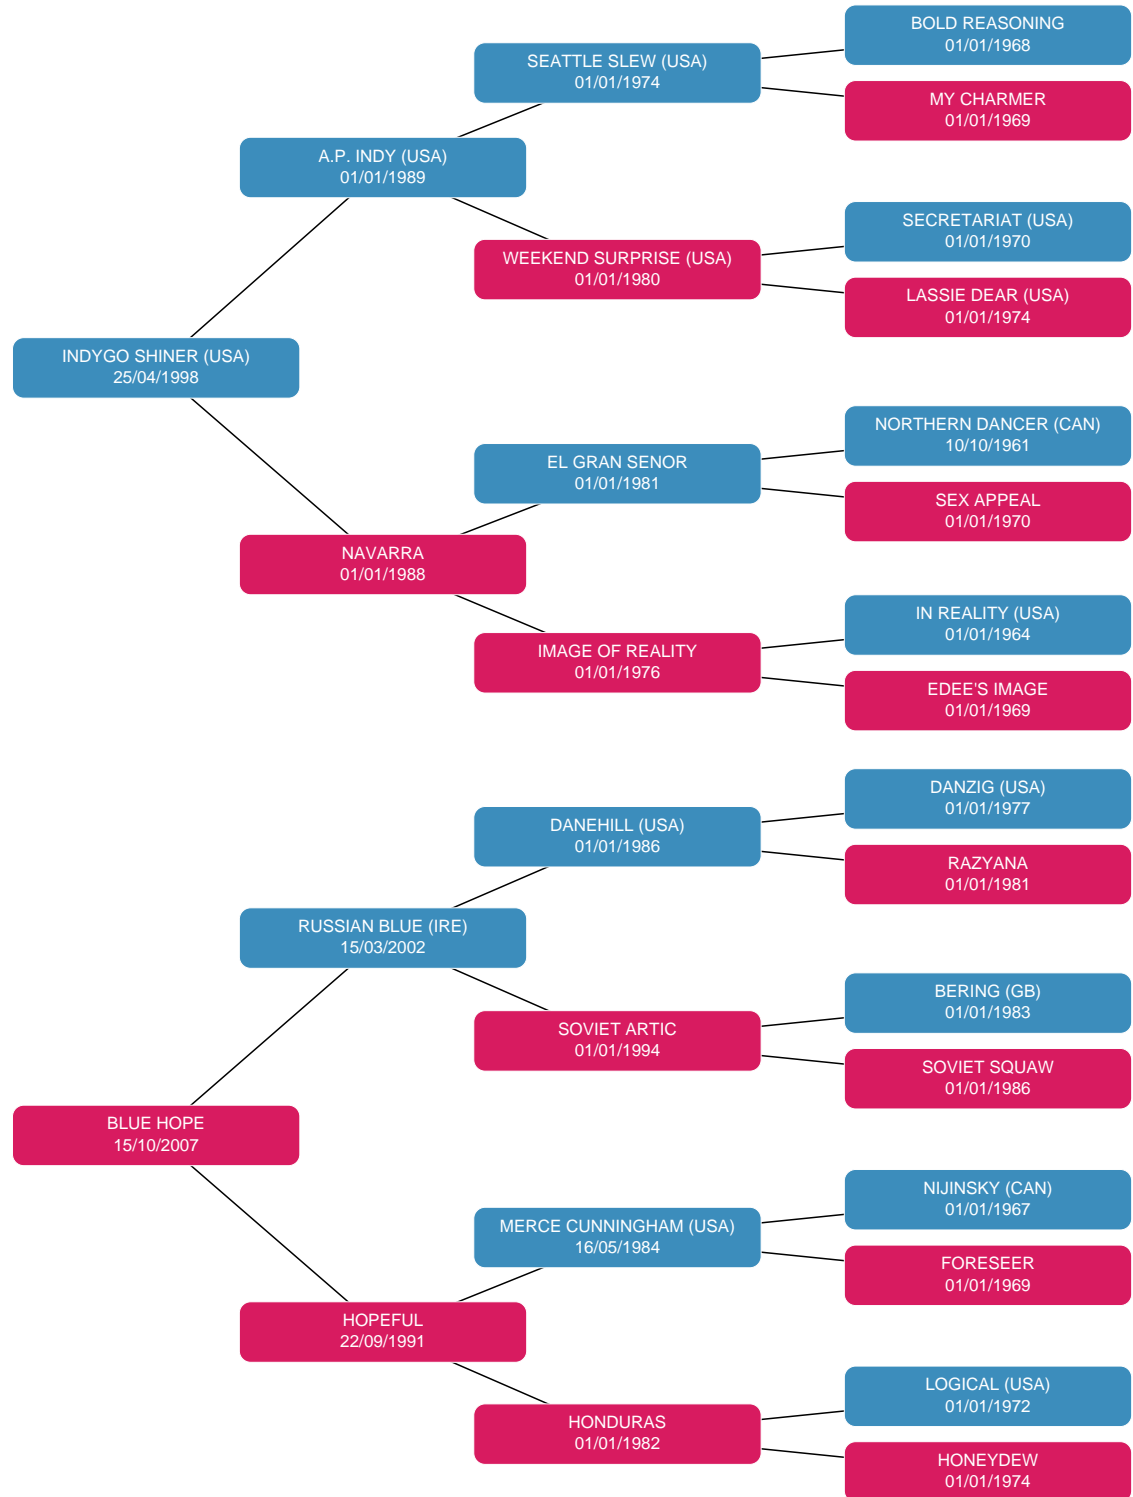 BOLD REASONING
01/01/1968
SEATTLE SLEW (USA)
01/01/1974
MY CHARMER
01/01/1969
A.P. INDY (USA)
01/01/1989
SECRETARIAT (USA)
01/01/1970
WEEKEND SURPRISE (USA)
01/01/1980
LASSIE DEAR (USA)
01/01/1974
INDYGO SHINER (USA)
25/04/1998
NORTHERN DANCER (CAN)
10/10/1961
EL GRAN SENOR
01/01/1981
SEX APPEAL
01/01/1970
NAVARRA
01/01/1988
IN REALITY (USA)
01/01/1964
IMAGE OF REALITY
01/01/1976
EDEE'S IMAGE
01/01/1969
DANZIG (USA)
01/01/1977
DANEHILL (USA)
01/01/1986
RAZYANA
01/01/1981
RUSSIAN BLUE (IRE)
15/03/2002
BERING (GB)
01/01/1983
SOVIET ARTIC
01/01/1994
SOVIET SQUAW
01/01/1986
BLUE HOPE
15/10/2007
NIJINSKY (CAN)
01/01/1967
MERCE CUNNINGHAM (USA)
16/05/1984
FORESEER
01/01/1969
HOPEFUL
22/09/1991
LOGICAL (USA)
01/01/1972
HONDURAS
01/01/1982
HONEYDEW
01/01/1974